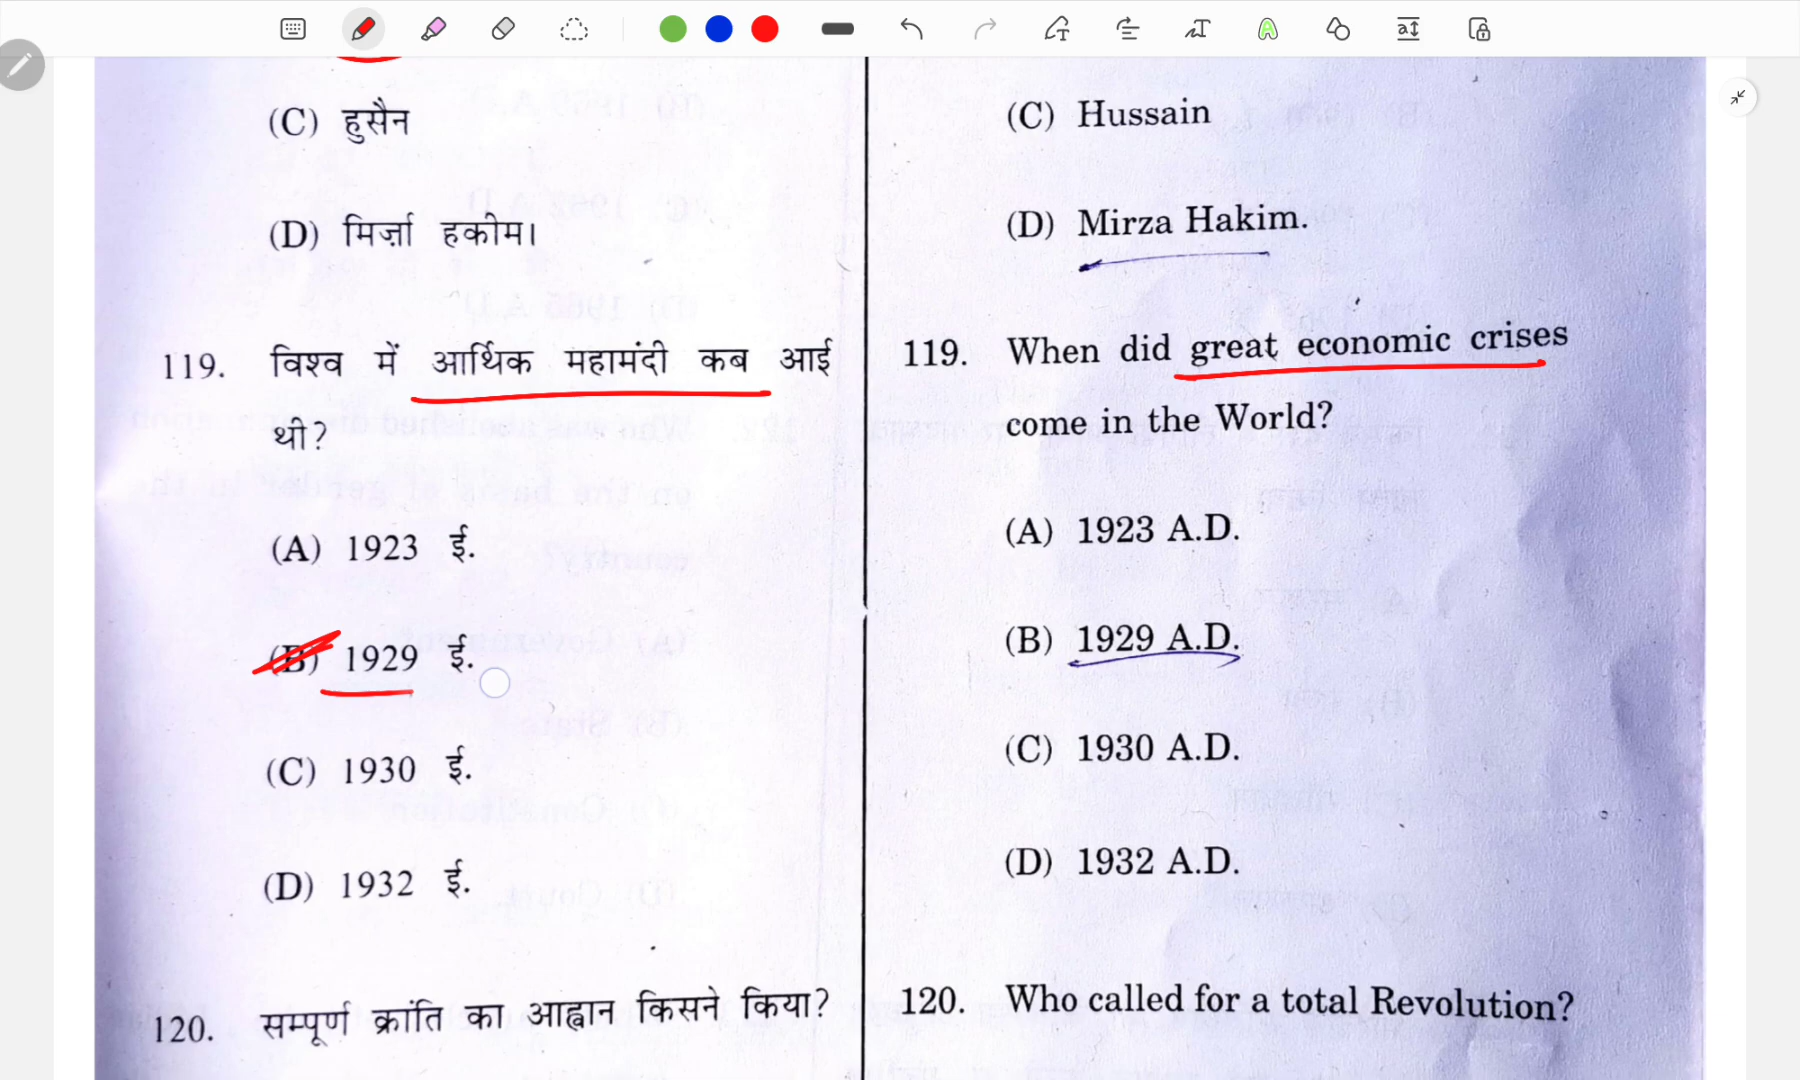 (C) हुसैन
(D) मिर्ज़ा हकीम।
119. विश्व में आर्थिक महामंदी कब आई
थी?
(A) 1923 ई.
(B) 1929 ई.
(C) 1930 ई.
(D) 1932 ई.
120. सम्पूर्ण क्रांति का आह्वान किसने किया?
(C) Hussain
(D) Mirza Hakim.
119. When did great economic crises
come in the World?
(A) 1923 A.D.
(B) 1929 A.D.
(C) 1930 A.D.
(D) 1932 A.D.
120. Who called for a total Revolution?